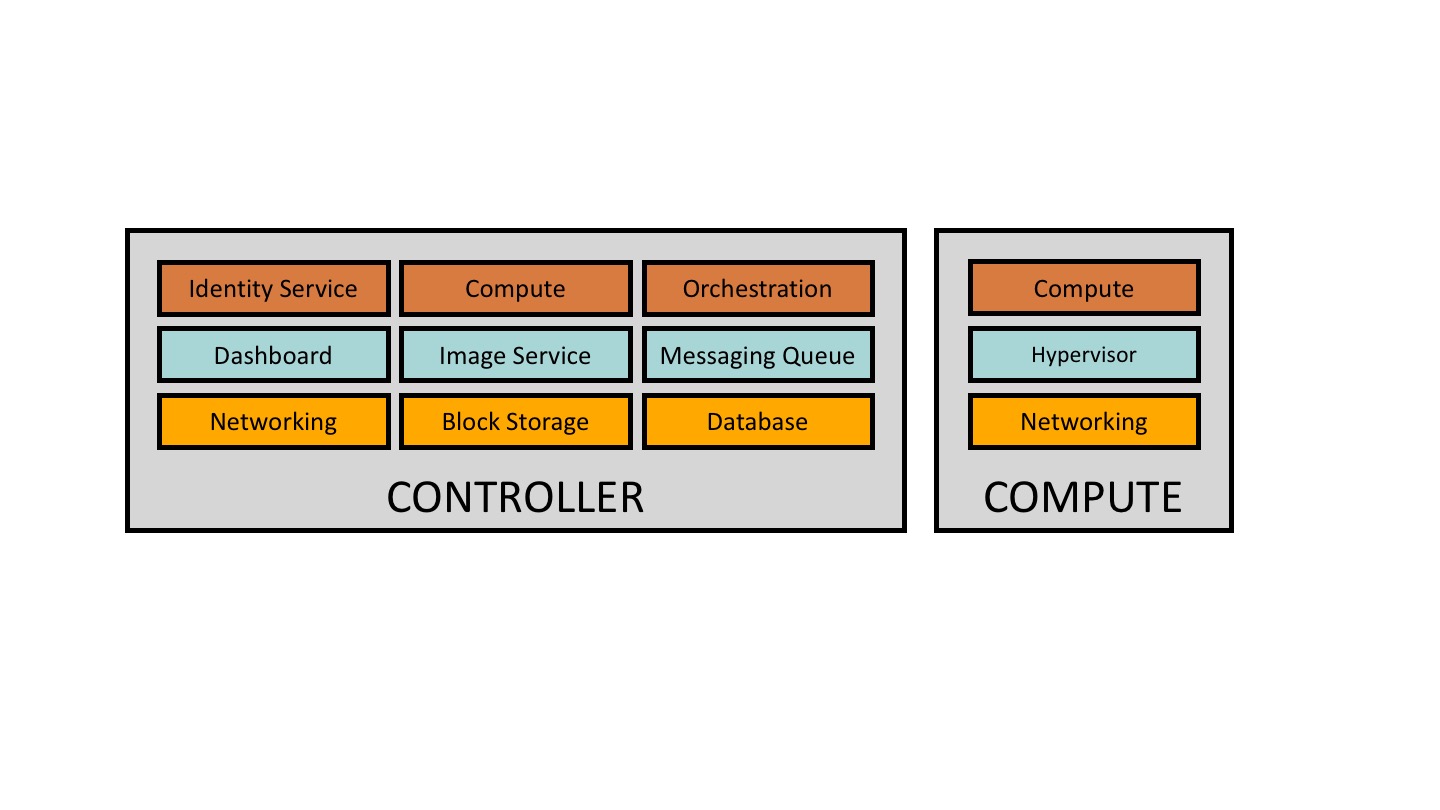 Identity Service
Compute
Orchestration
Dashboard
Image Service
Messaging Queue
Networking
Block Storage
Database
CONTROLLER
Compute
Hypervisor
Networking
COMPUTE